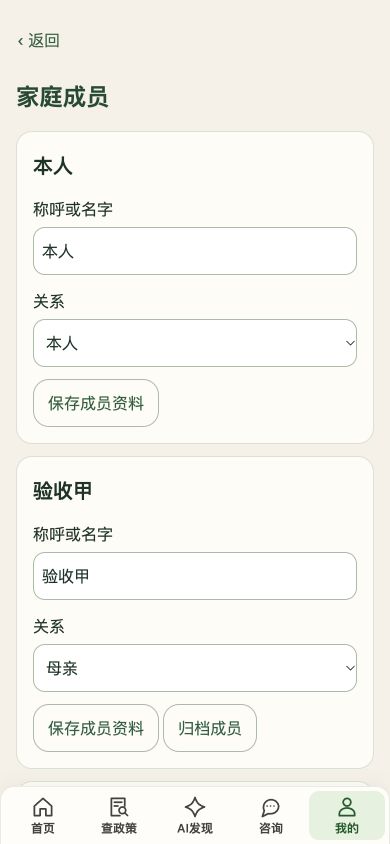 ‹ 返回
家庭成员
本人
称呼或名字
本人
关系
本人
保存成员资料
验收甲
称呼或名字
验收甲
关系
母亲
保存成员资料 归档成员
首页 查政策 AI发现 咨询 我的